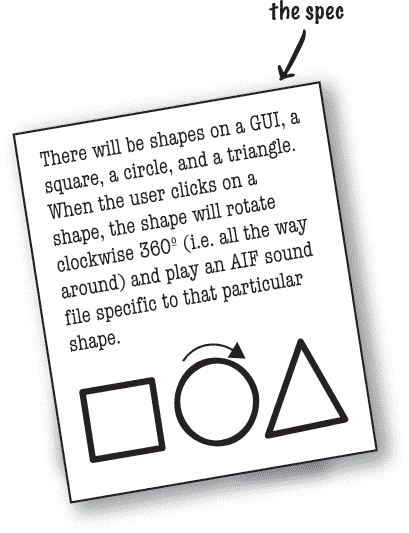 the spec
There will be shapes on a GUI, a
square, a circle, and a triangle.
When the user clicks on a
shape, the shape will rotate
clockwise 360º (i.e. all the way
around) and play an AIF sound
file specific to that particular
shape.